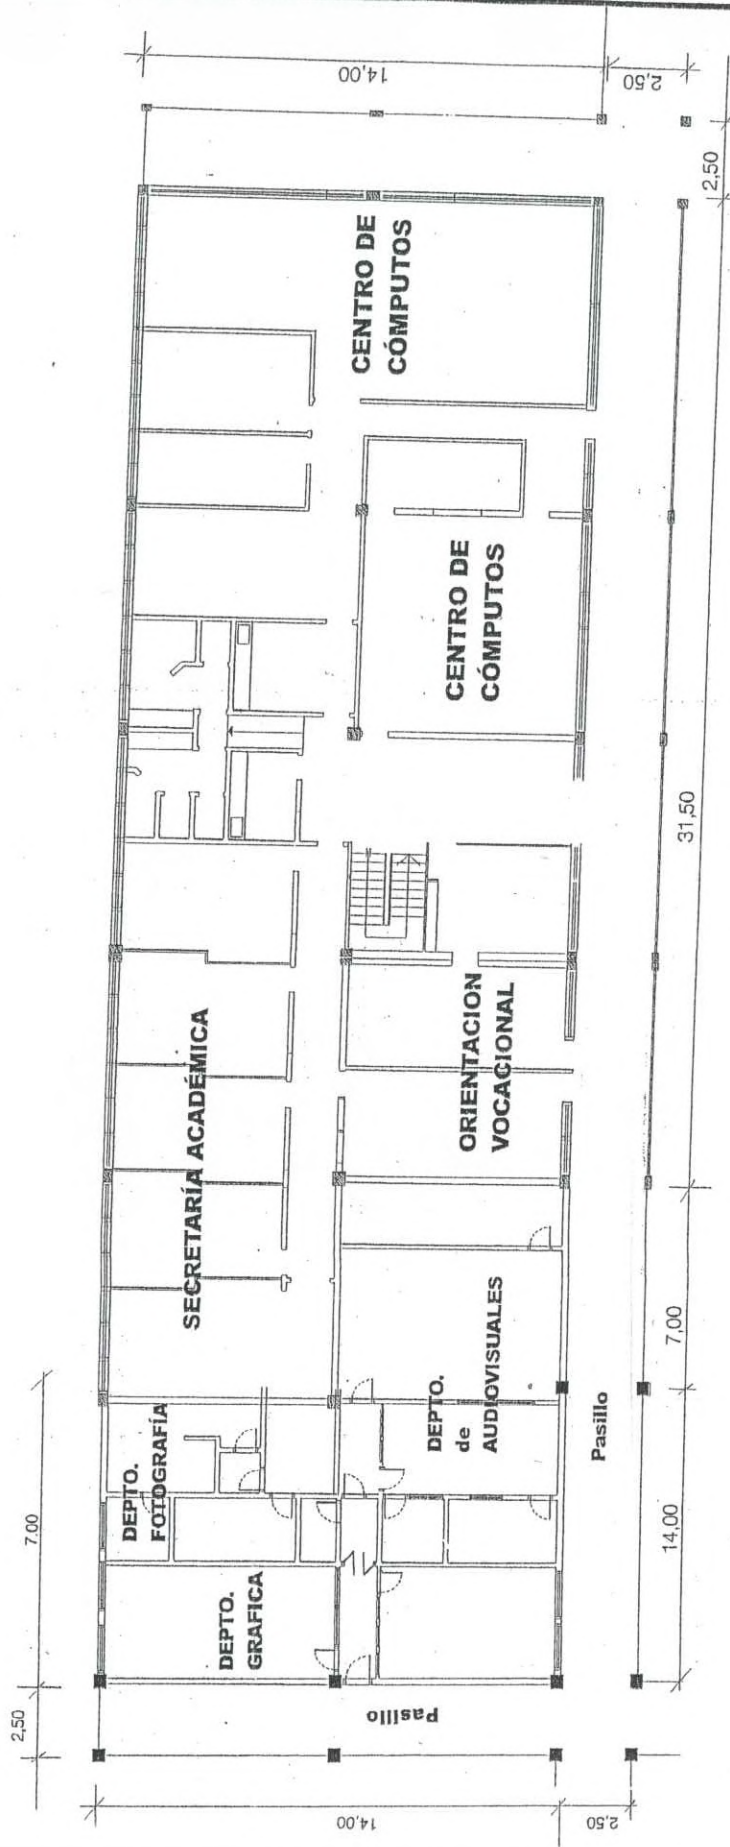 14,00
2,50
2,50
CENTRO DE
CÓMPUTOS
CENTRO DE
CÓMPUTOS
31,50
SECRETARÍA ACADÉMICA
ORIENTACION
VOCACIONAL
7,00
DEPTO.
de
AUDIOVISUALES
Pasillo
DEPTO.
FOTOGRAFÍA
7.00
14,00
DEPTO.
GRAFICA
Pasillo
2,50
14,00
2,50